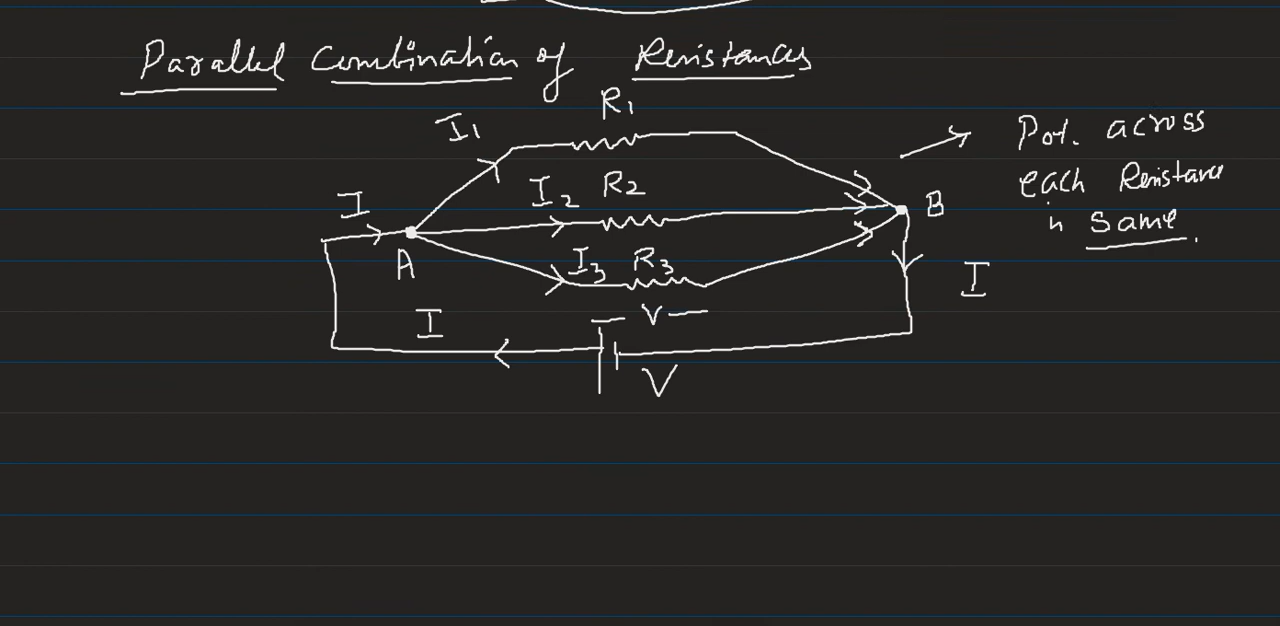 Parallel Combination of Resistances
R1
I1
Pot. across
each Resistance
is same.
I2 R2
I
B
A
I3 R3
I
I
V
V